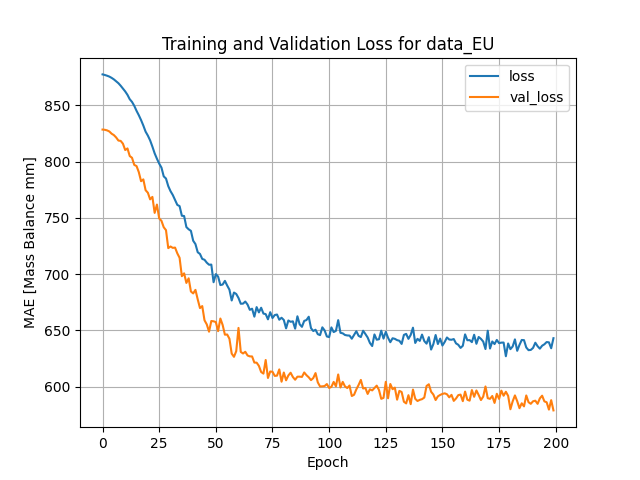 Training and Validation Loss for data_EU
loss
val_loss
MAE [Mass Balance mm]
850
800
750
700
650
600
0 25 50 75 100 125 150 175 200
Epoch